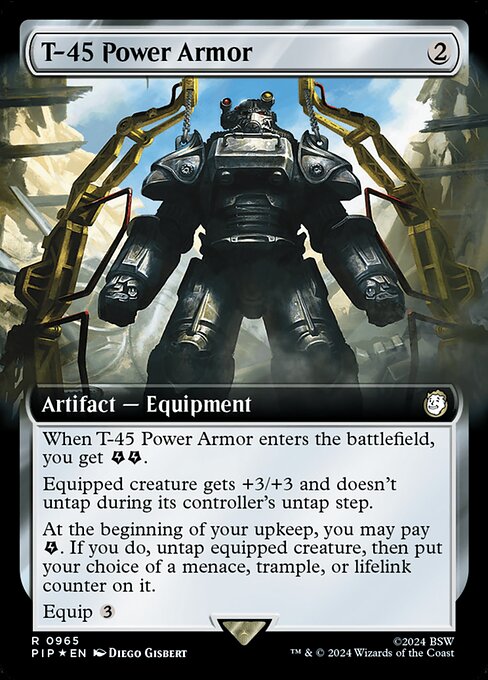 T-45 Power Armor 2
Artifact — Equipment
When T-45 Power Armor enters the battlefield,
you get.
Equipped creature gets +3/+3 and doesn't
untap during its controller's untap step.
At the beginning of your upkeep, you may pay
. If you do, untap equipped creature, then put
your choice of a menace, trample, or lifelink
counter on it.
Equip 3
R 0965
PIP★EN Diego Gisbert
©2024 BSW
™ & © 2024 Wizards of the Coast